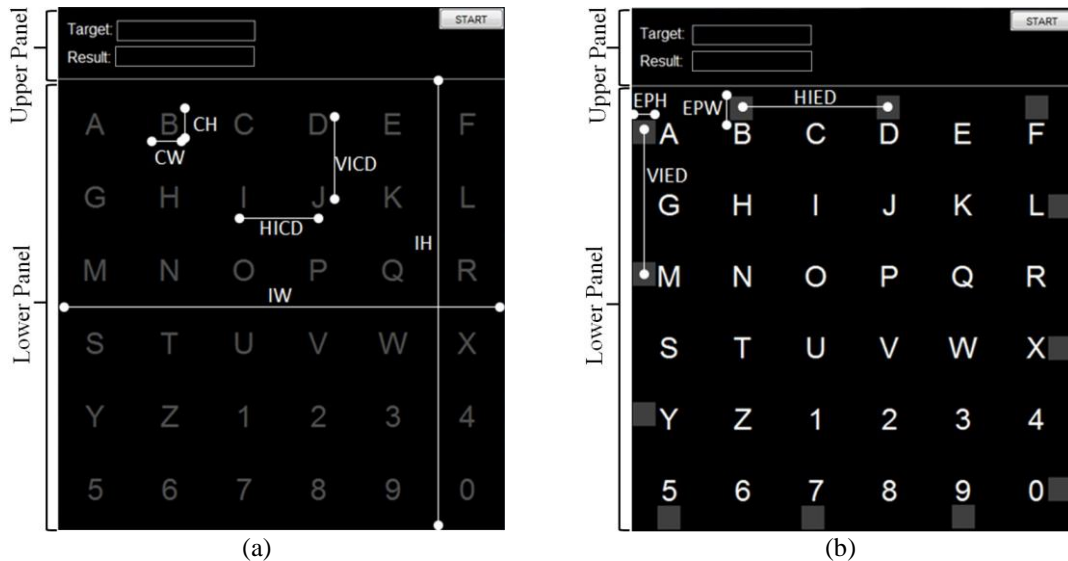 Upper Panel
Target:
Result:
START
Lower Panel
A B C D E F
CH
CW
VICD
G H I J K L
HICD
IH
M N O P Q R
IW
S T U V W X
Y Z 1 2 3 4
5 6 7 8 9 0
(a)
Upper Panel
Target:
Result:
START
Lower Panel
EPH EPW HIED
A B C D E F
VIED
G H I J K L
M N O P Q R
S T U V W X
Y Z 1 2 3 4
5 6 7 8 9 0
(b)